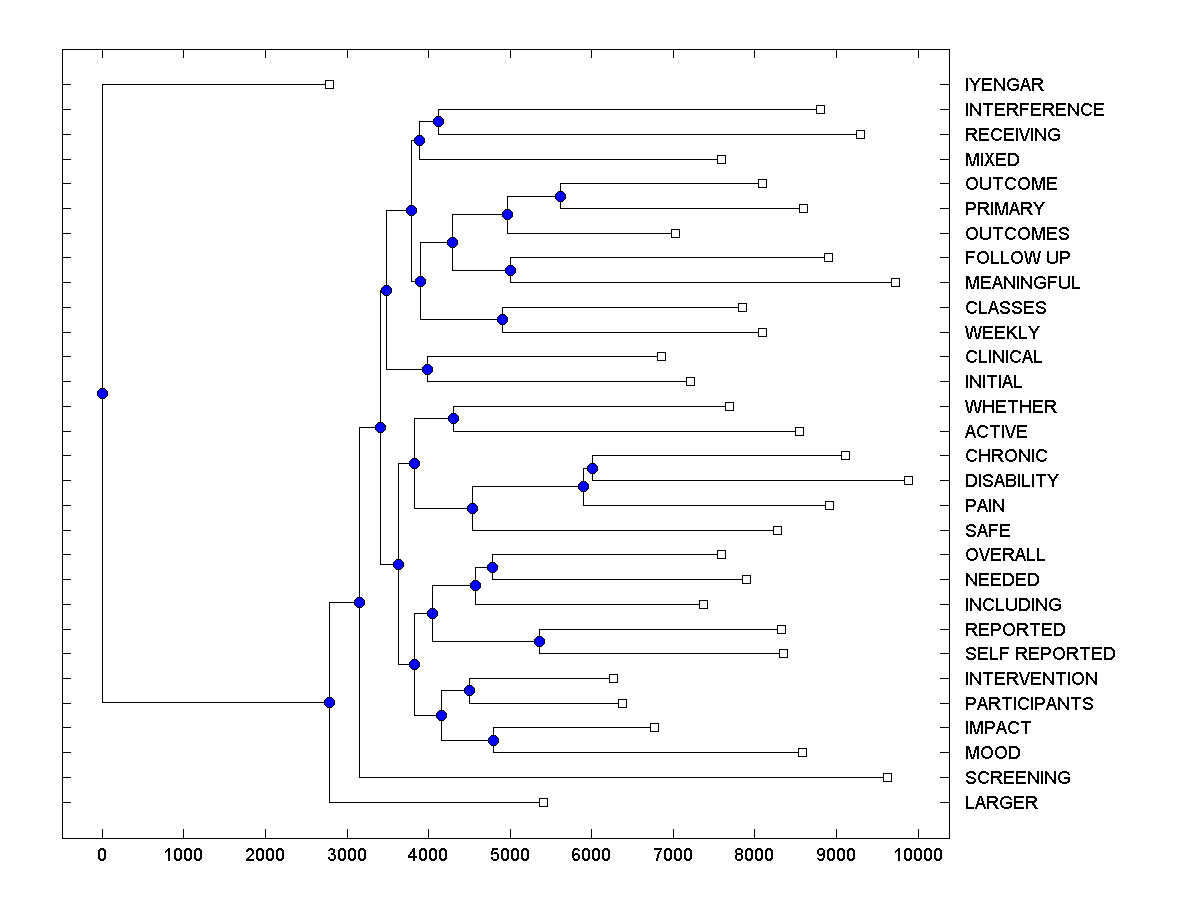 IYENGAR
INTERFERENCE
RECEIVING
MIXED
OUTCOME
PRIMARY
OUTCOMES
FOLLOW UP
MEANINGFUL
CLASSES
WEEKLY
CLINICAL
INITIAL
WHETHER
ACTIVE
CHRONIC
DISABILITY
PAIN
SAFE
OVERALL
NEEDED
INCLUDING
REPORTED
SELF REPORTED
INTERVENTION
PARTICIPANTS
IMPACT
MOOD
SCREENING
LARGER
0 1000 2000 3000 4000 5000 6000 7000 8000 9000 10000